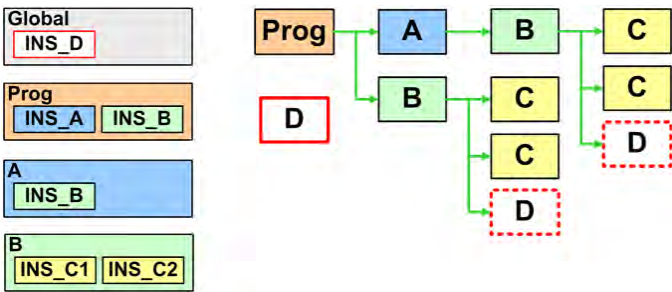 Global
INS_D
Prog
INS_A INS_B
A
INS_B
B
INS_C1 INS_C2
Prog A B C
B C C
D C D
D